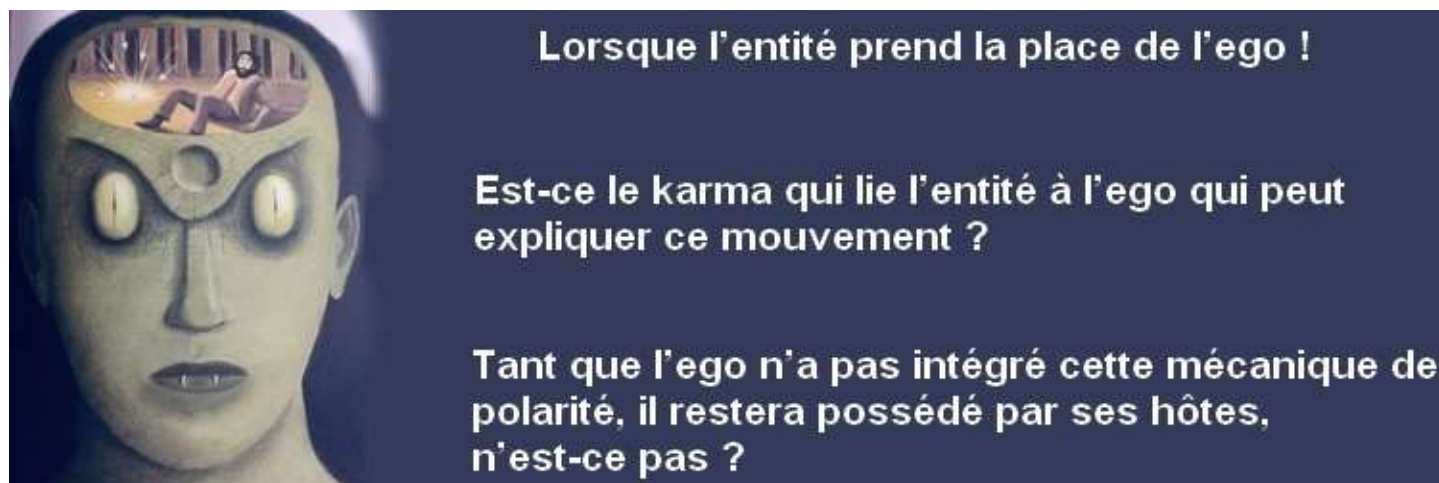 Lorsque l'entité prend la place de l'ego !
Est-ce le karma qui lie l'entité à l'ego qui peut
expliquer ce mouvement ?
Tant que l'ego n'a pas intégré cette mécanique de
polarité, il restera possédé par ses hôtes,
n'est-ce pas ?